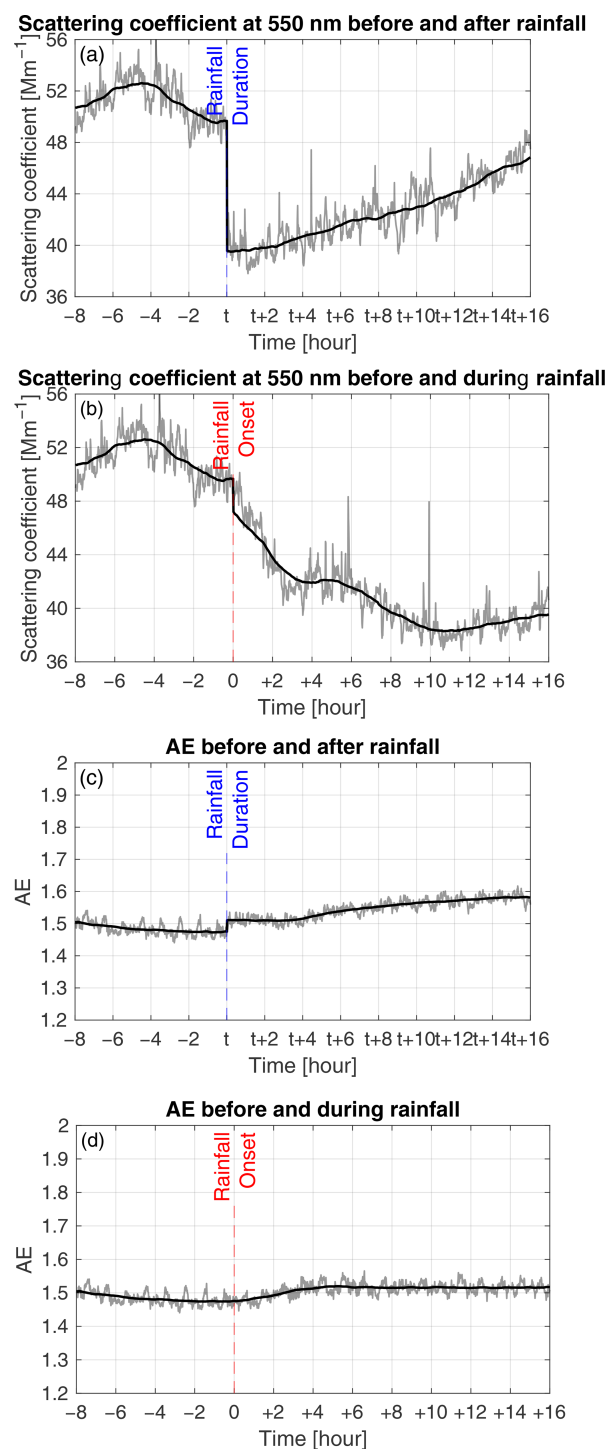 Scattering coefficient at 550 nm before and after rainfall
(a)
Rainfall
Duration
Scattering coefficient [Mm−1]
56
52
48
44
40
36
−8 −6 −4 −2 t t+2 t+4 t+6 t+8 t+10 t+12 t+14 t+16
Time [hour]
Scattering coefficient at 550 nm before and during rainfall
(b)
Rainfall
Onset
Scattering coefficient [Mm−1]
56
52
48
44
40
36
−8 −6 −4 −2 0 +2 +4 +6 +8 +10 +12 +14 +16
Time [hour]
AE before and after rainfall
(c)
Rainfall
Duration
AE
2
1.9
1.8
1.7
1.6
1.5
1.4
1.3
1.2
−8 −6 −4 −2 t t+2 t+4 t+6 t+8 t+10 t+12 t+14 t+16
Time [hour]
AE before and during rainfall
(d)
Rainfall
Onset
AE
2
1.9
1.8
1.7
1.6
1.5
1.4
1.3
1.2
−8 −6 −4 −2 0 +2 +4 +6 +8 +10 +12 +14 +16
Time [hour]